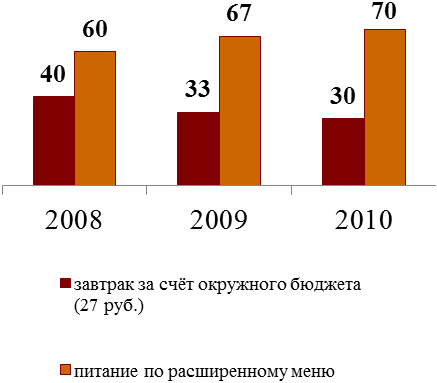 40 60
33 67
30 70
2008 2009 2010
завтрак за счёт окружного бюджета
(27 руб.)
питание по расширенному меню